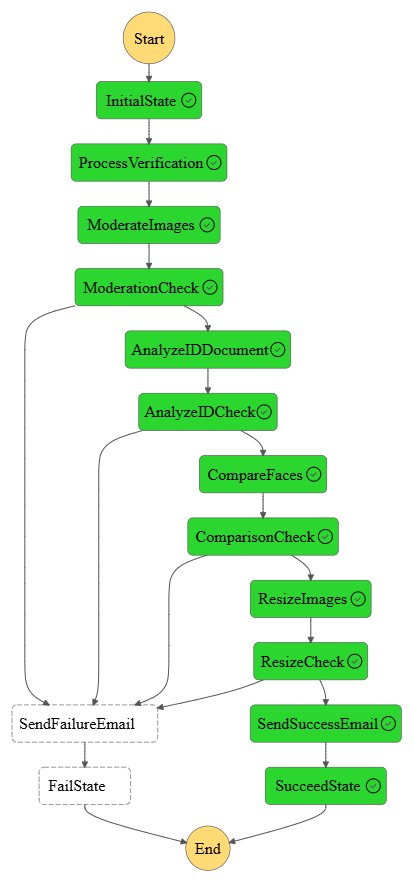 Start
InitialState
ProcessVerification
ModerateImages
ModerationCheck
AnalyzeIDDocument
AnalyzeIDCheck
CompareFaces
ComparisonCheck
ResizeImages
ResizeCheck
SendFailureEmail
SendSuccessEmail
FailState
SucceedState
End